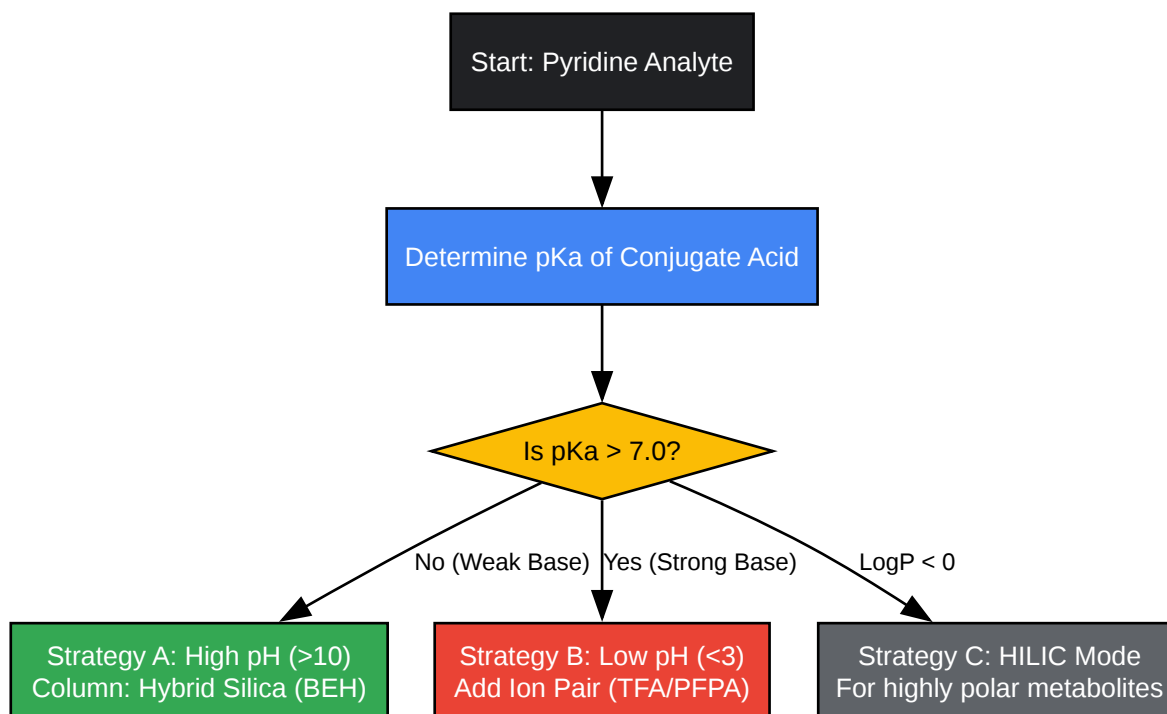 Start: Pyridine Analyte
Determine pKa of Conjugate Acid
Is pKa > 7.0?
No (Weak Base)
Yes (Strong Base)
LogP < 0
Strategy A: High pH (>10)
Column: Hybrid Silica (BEH)
Strategy B: Low pH (<3)
Add Ion Pair (TFA/PFPA)
Strategy C: HILIC Mode
For highly polar metabolites